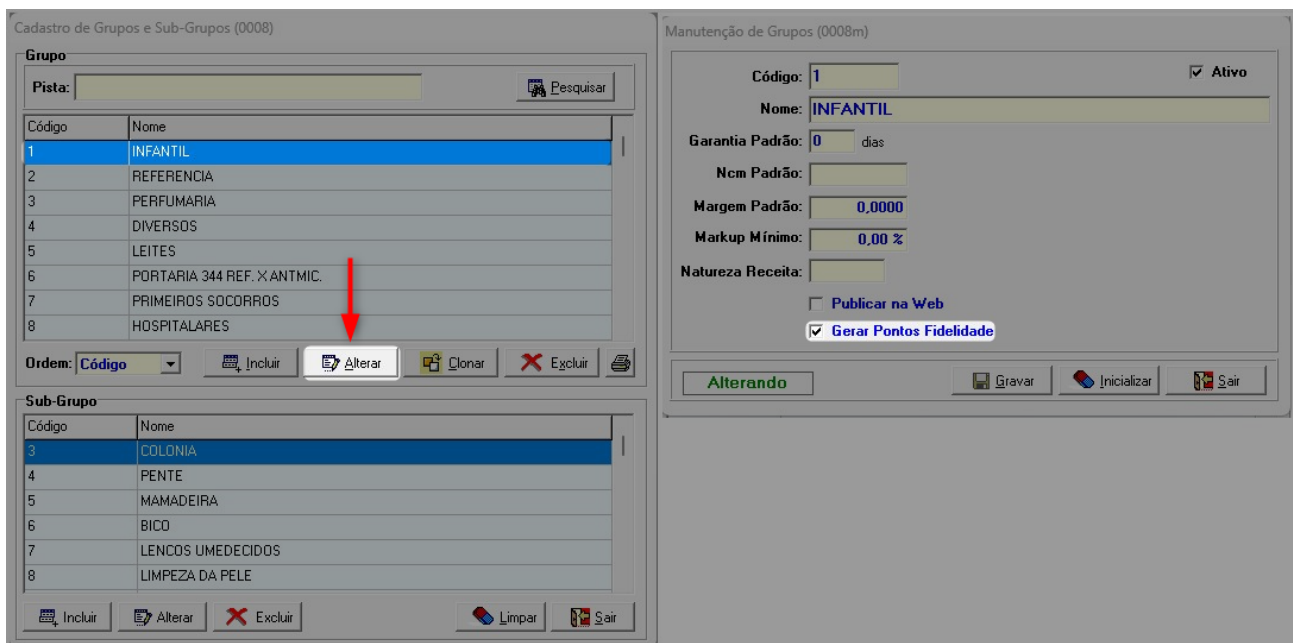 Cadastro de Grupos e Sub-Grupos (0008)
Grupo
Pista: Pesquisar
Código Nome
1 INFANTIL
2 REFERENCIA
3 PERFUMARIA
4 DIVERSOS
5 LEITES
6 PORTARIA 344 REF. X ANTMIC.
7 PRIMEIROS SOCORROS
8 HOSPITALARES
Ordem: Código Incluir Alterar Clonar Excluir
Sub-Grupo
Código Nome
3 COLONIA
4 PENTE
5 MAMADEIRA
6 BICO
7 LENCOS UMEDECIDOS
8 LIMPEZA DA PELE
Incluir Alterar Excluir Limpar Sair
Manutenção de Grupos (0008m)
Código: 1 Ativo
Nome: INFANTIL
Garantia Padrão: 0 dias
Ncm Padrão:
Margem Padrão: 0,0000
Markup Mínimo: 0,00 %
Natureza Receita:
Publicar na Web
Gerar Pontos Fidelidade
Alterando Gravar Inicializar Sair